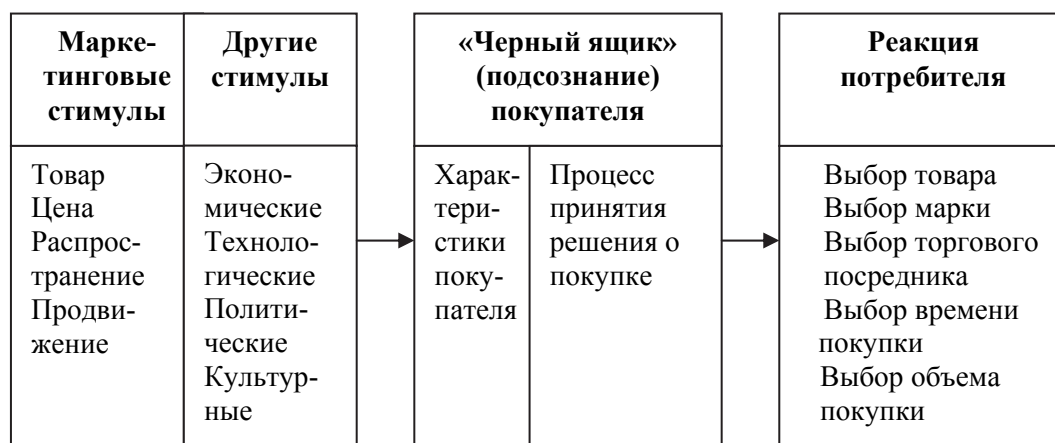 Марке-
тинговые
стимулы
Другие
стимулы
«Черный ящик»
(подсознание)
покупателя
Реакция
потребителя
Товар
Цена
Распрос-
транение
Продви-
жение
Эконо-
мические
Техноло-
гические
Полити-
ческие
Культур-
ные
Харак-
тери-
стики
поку-
пателя
Процесс
принятия
решения о
покупке
Выбор товара
Выбор марки
Выбор торгового
посредника
Выбор времени
покупки
Выбор объема
покупки